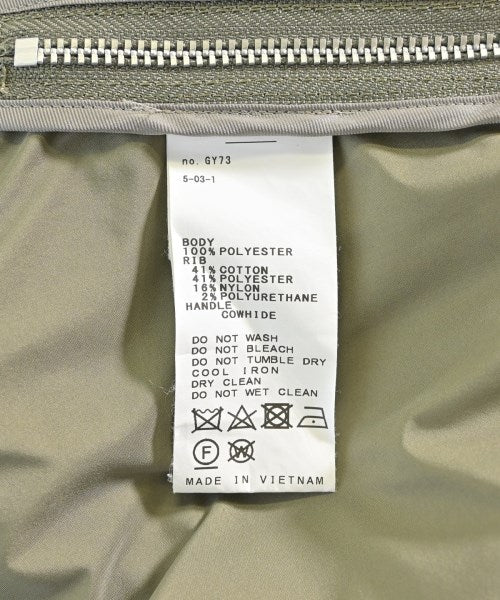 no. GY73
5-03-1
BODY
100% POLYESTER
RIB
41% COTTON
41% POLYESTER
16% NYLON
2% POLYURETHANE
HANDLE
COWHIDE
DO NOT WASH
DO NOT BLEACH
DO NOT TUMBLE DRY
COOL IRON
DRY CLEAN
DO NOT WET CLEAN
F W
MADE IN VIETNAM